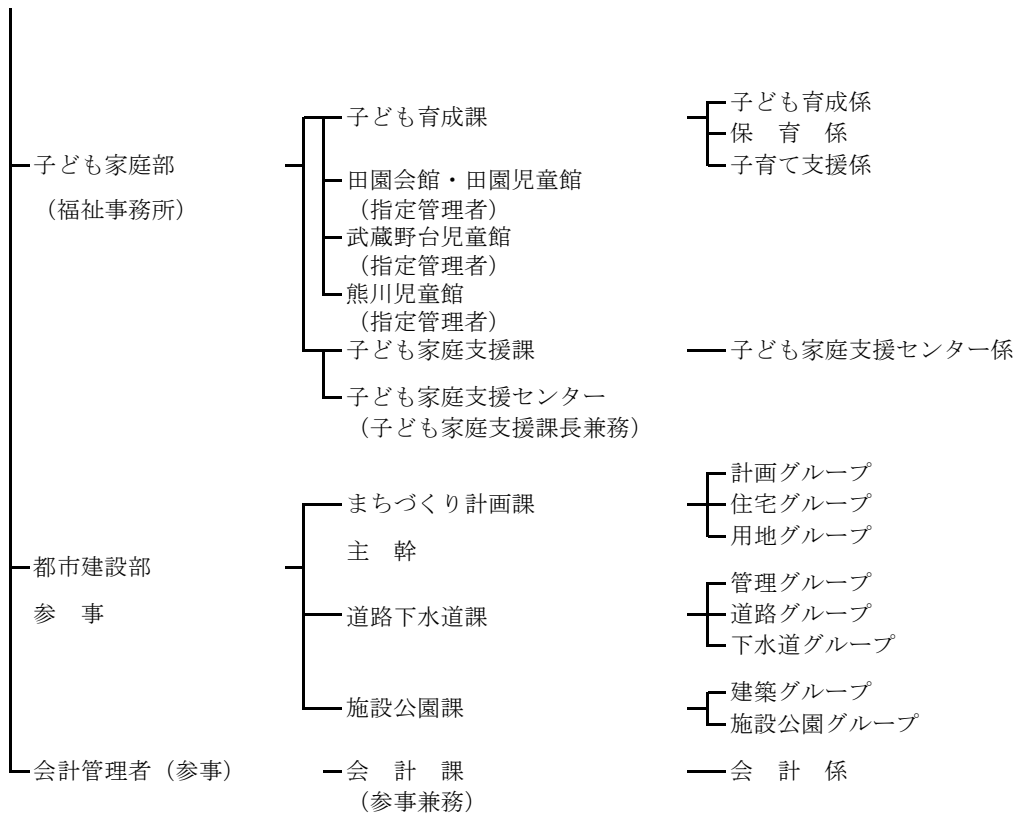 子ども育成課
子ども育成係
保　育　係
子ども家庭部
子育て支援係
（福祉事務所）
田園会館・田園児童館
（指定管理者）
武蔵野台児童館
（指定管理者）
熊川児童館
（指定管理者）
子ども家庭支援課
子ども家庭支援センター係
子ども家庭支援センター
（子ども家庭支援課長兼務）
都市建設部
参　事
まちづくり計画課
主　幹
計画グループ
住宅グループ
用地グループ
道路下水道課
管理グループ
道路グループ
下水道グループ
施設公園課
建築グループ
施設公園グループ
会計管理者（参事）
会　計　課
（参事兼務）
会　計　係